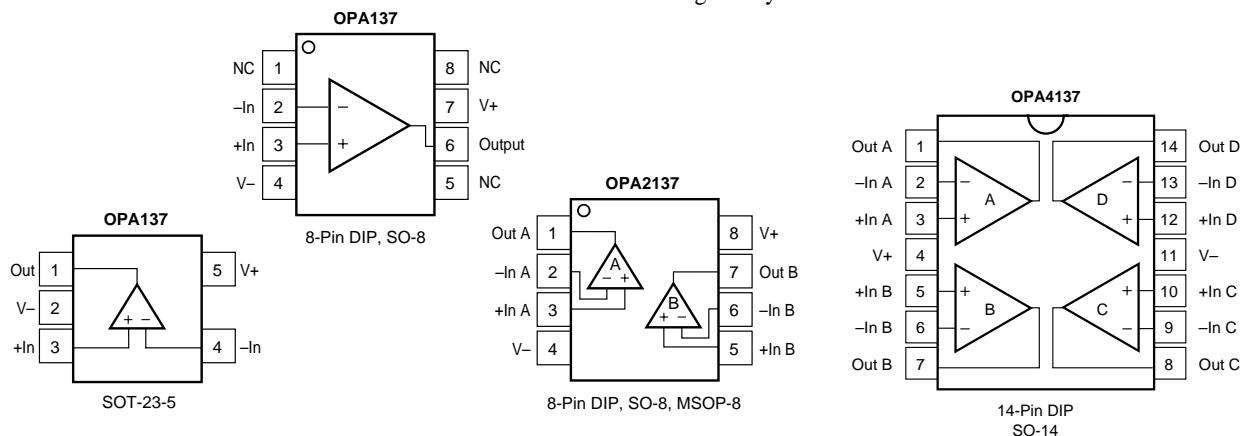 OPA137
NC 1 8 NC
–In 2 – 7 V+
+In 3 + 6 Output
V– 4 5 NC
8-Pin DIP, SO-8
OPA137
Out 1 5 V+
V– 2
+ –
+In 3 4 –In
SOT-23-5
OPA2137
Out A 1 8 V+
–In A 2 A 7 Out B
– +
+In A 3 B 6 –In B
+ –
V– 4 5 +In B
8-Pin DIP, SO-8, MSOP-8
OPA4137
Out A 1 14 Out D
–In A 2 – – 13 –In D
A D
+In A 3 + + 12 +In D
V+ 4 11 V–
+In B 5 + + 10 +In C
B C
–In B 6 – – 9 –In C
Out B 7 8 Out C
14-Pin DIP
SO-14